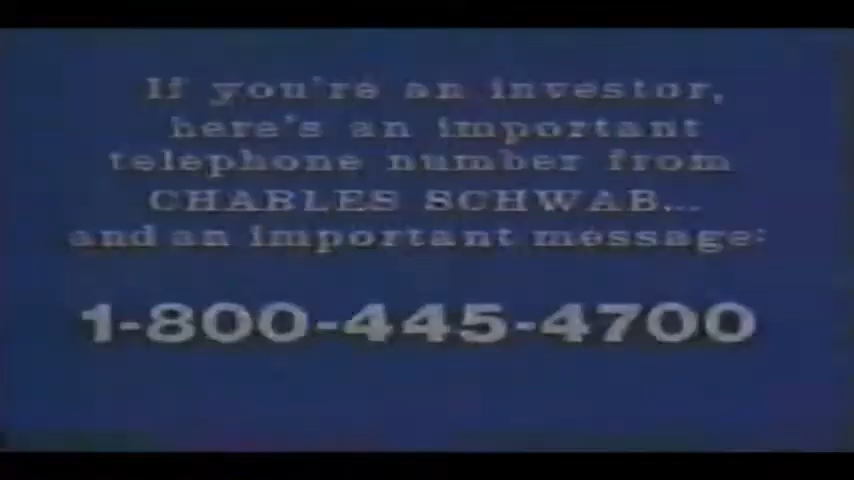 If you're an investor,
here's an important
telephone number from
CHARLES SCHWAB...
and an important message:
1-800-445-4700